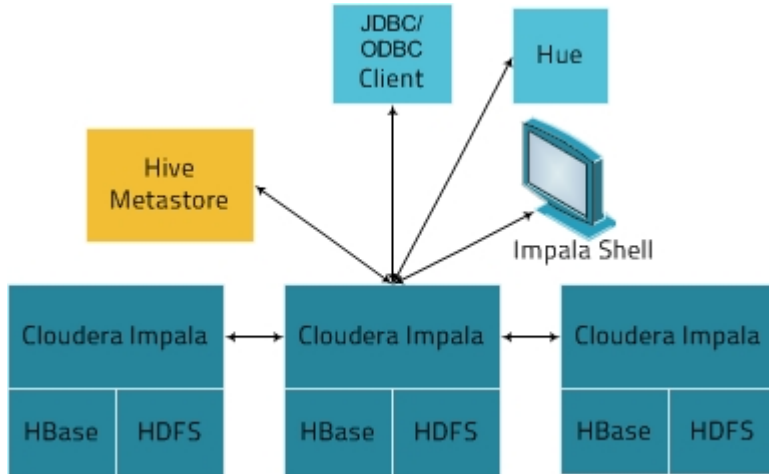 JDBC/
ODBC
Client
Hue
Hive
Metastore
Impala Shell
Cloudera Impala
Cloudera Impala
Cloudera Impala
HBase
HDFS
HBase
HDFS
HBase
HDFS